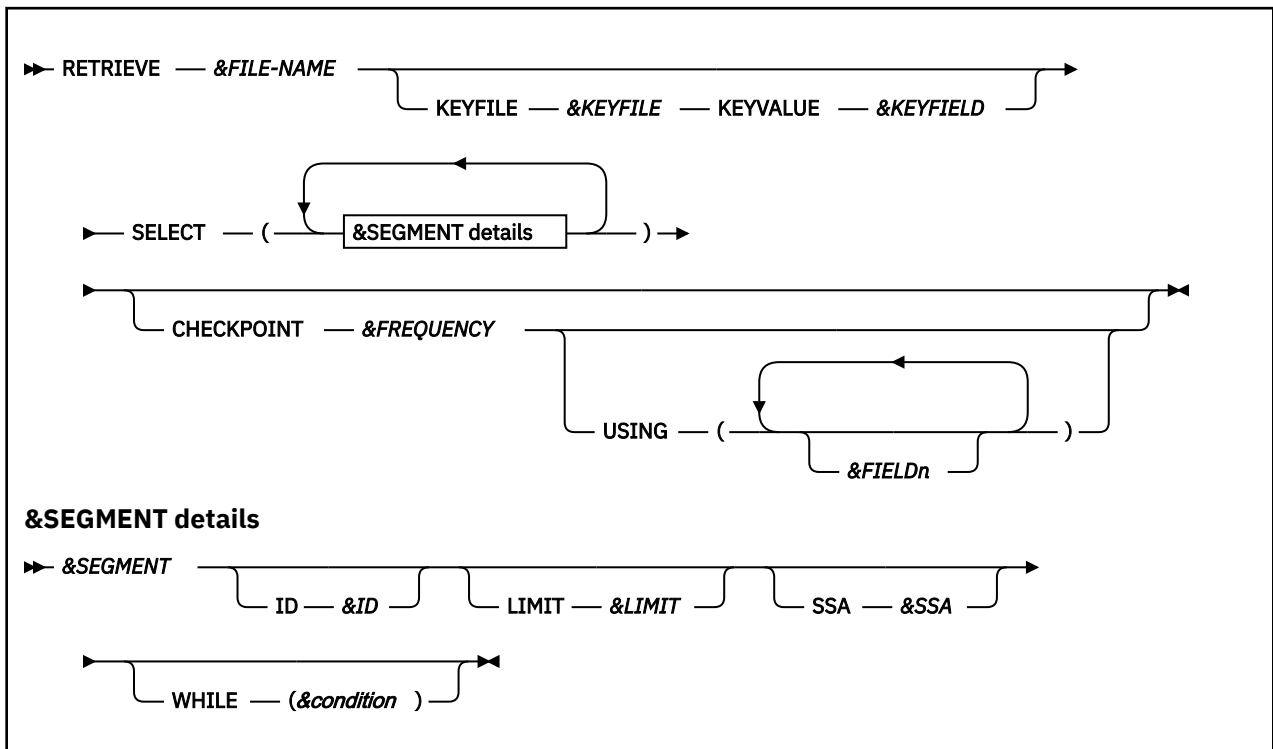 RETRIEVE &FILE-NAME
KEYFILE &KEYFILE KEYVALUE &KEYFIELD
SELECT ( &SEGMENT details )
CHECKPOINT &FREQUENCY
USING ( )
&FIELDn
&SEGMENT details
&SEGMENT
ID &ID LIMIT &LIMIT SSA &SSA
WHILE (&condition )